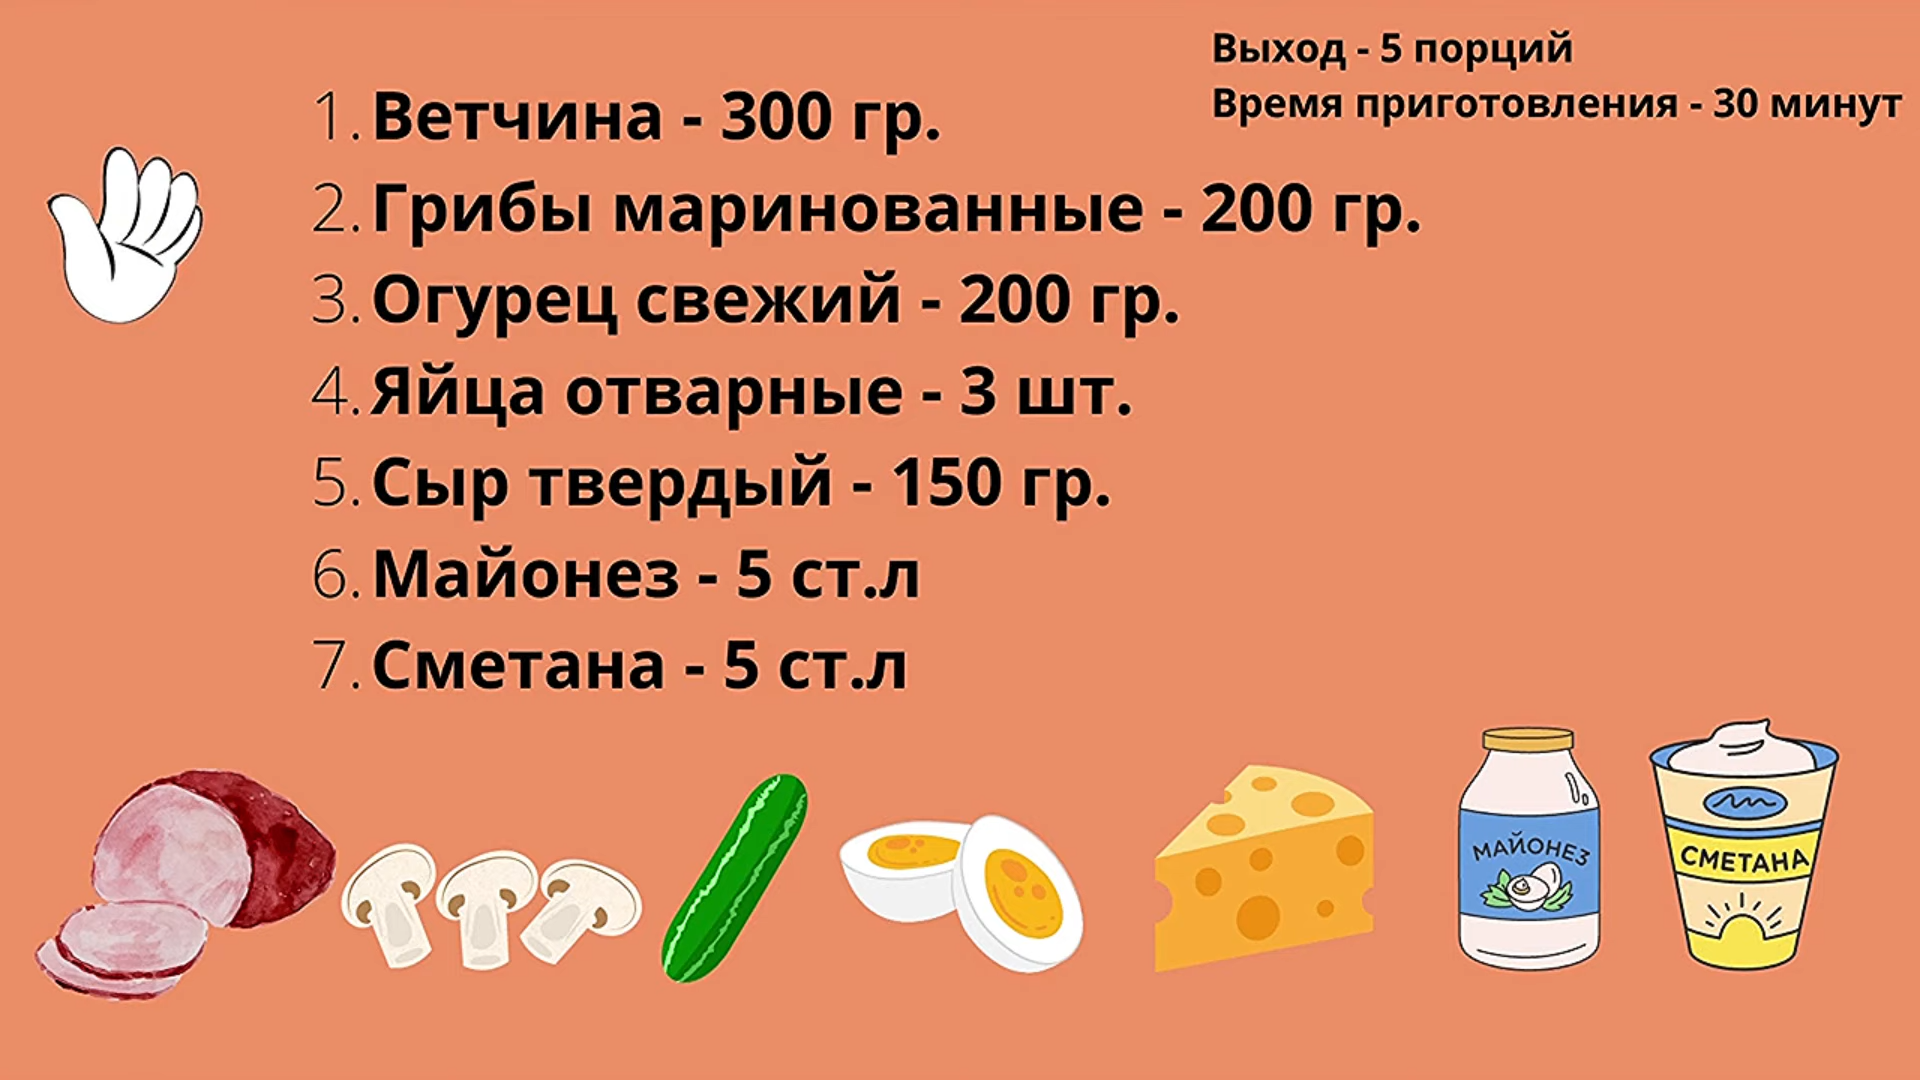 Выход - 5 порций
Время приготовления - 30 минут
1. Ветчина - 300 гр.
2. Грибы маринованные - 200 гр.
3. Огурец свежий - 200 гр.
4. Яйца отварные - 3 шт.
5. Сыр твердый - 150 гр.
6. Майонез - 5 ст.л
7. Сметана - 5 ст.л
МАЙОНЕЗ
СМЕТАНА